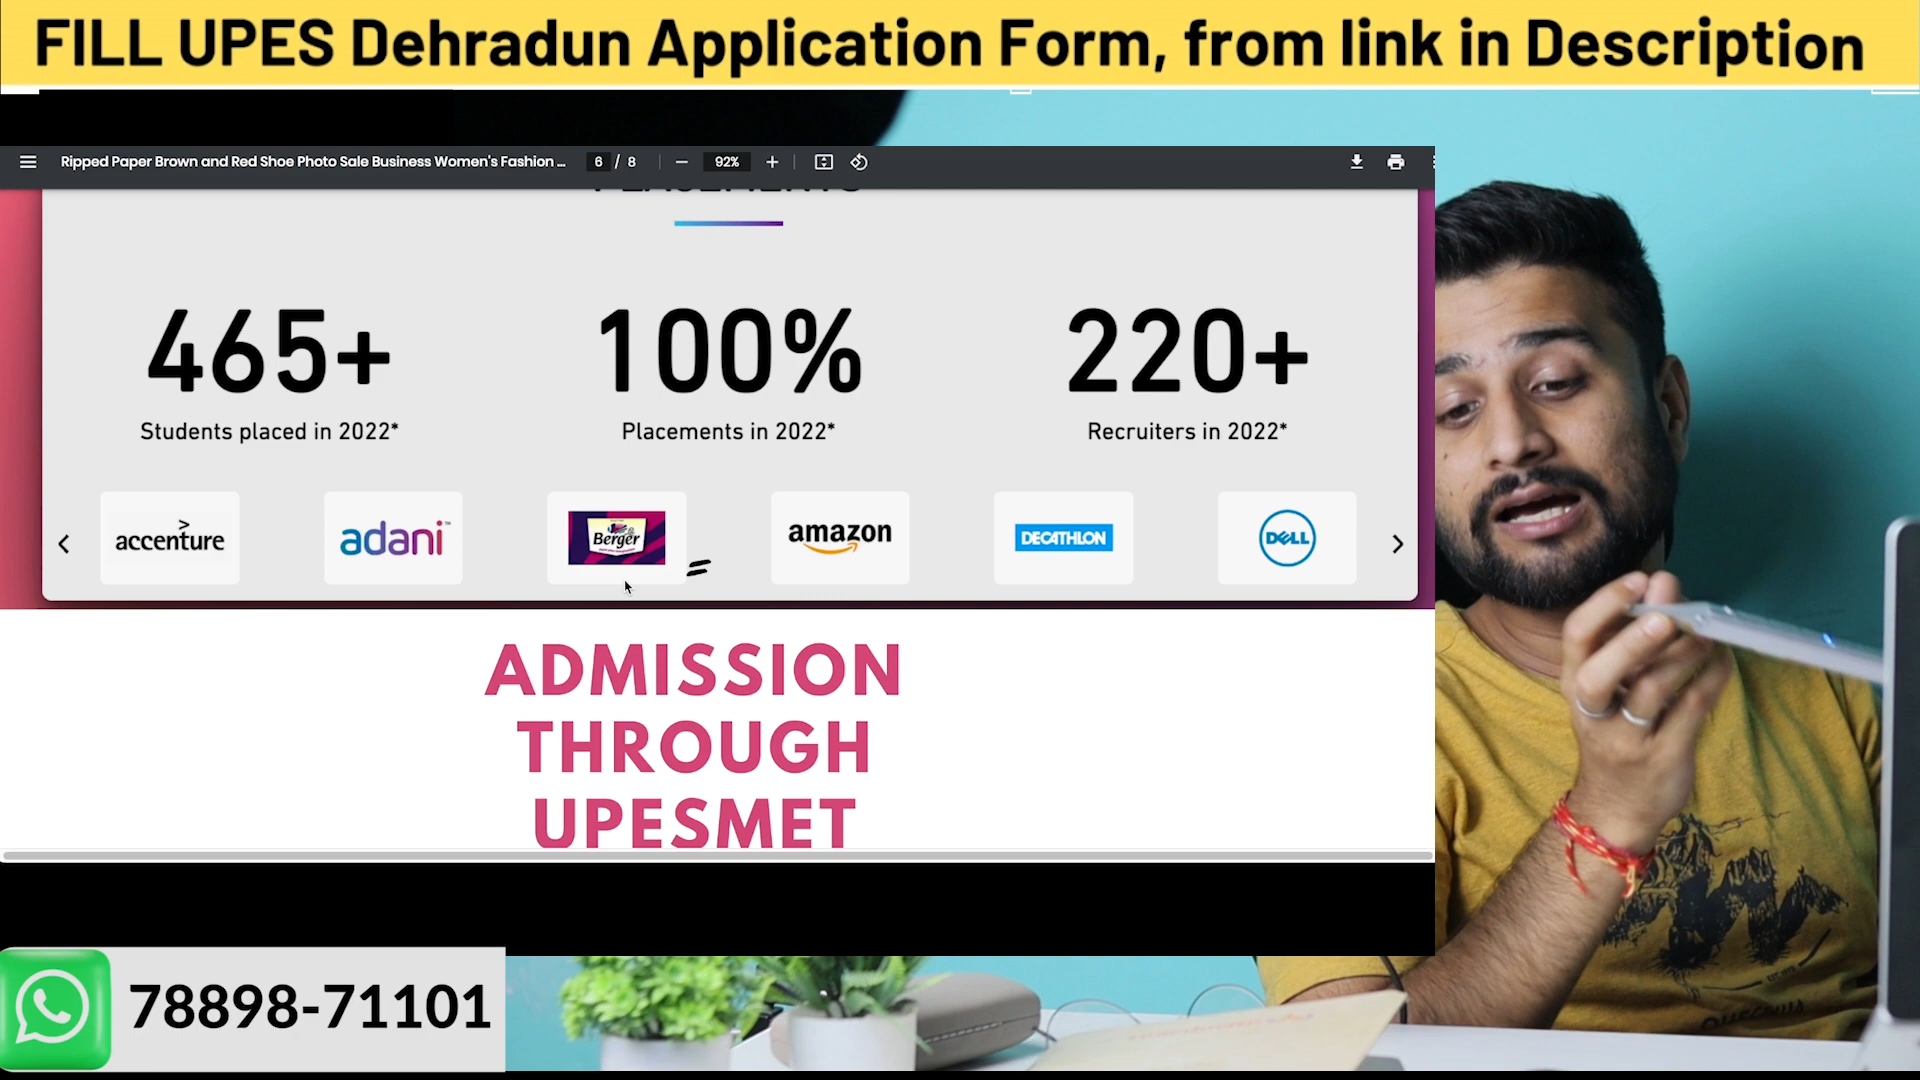 FILL UPES Dehradun Application Form, from link in Description
Ripped Paper Brown and Red Shoe Photo Sale Business Women's Fashion ...
6 / 8
92%
PLACEMENTS
465+
100%
220+
Students placed in 2022*
Placements in 2022*
Recruiters in 2022*
accenture
adani
Berger
amazon
DECATHLON
DELL
ADMISSION
THROUGH
UPESMET
78898-71101